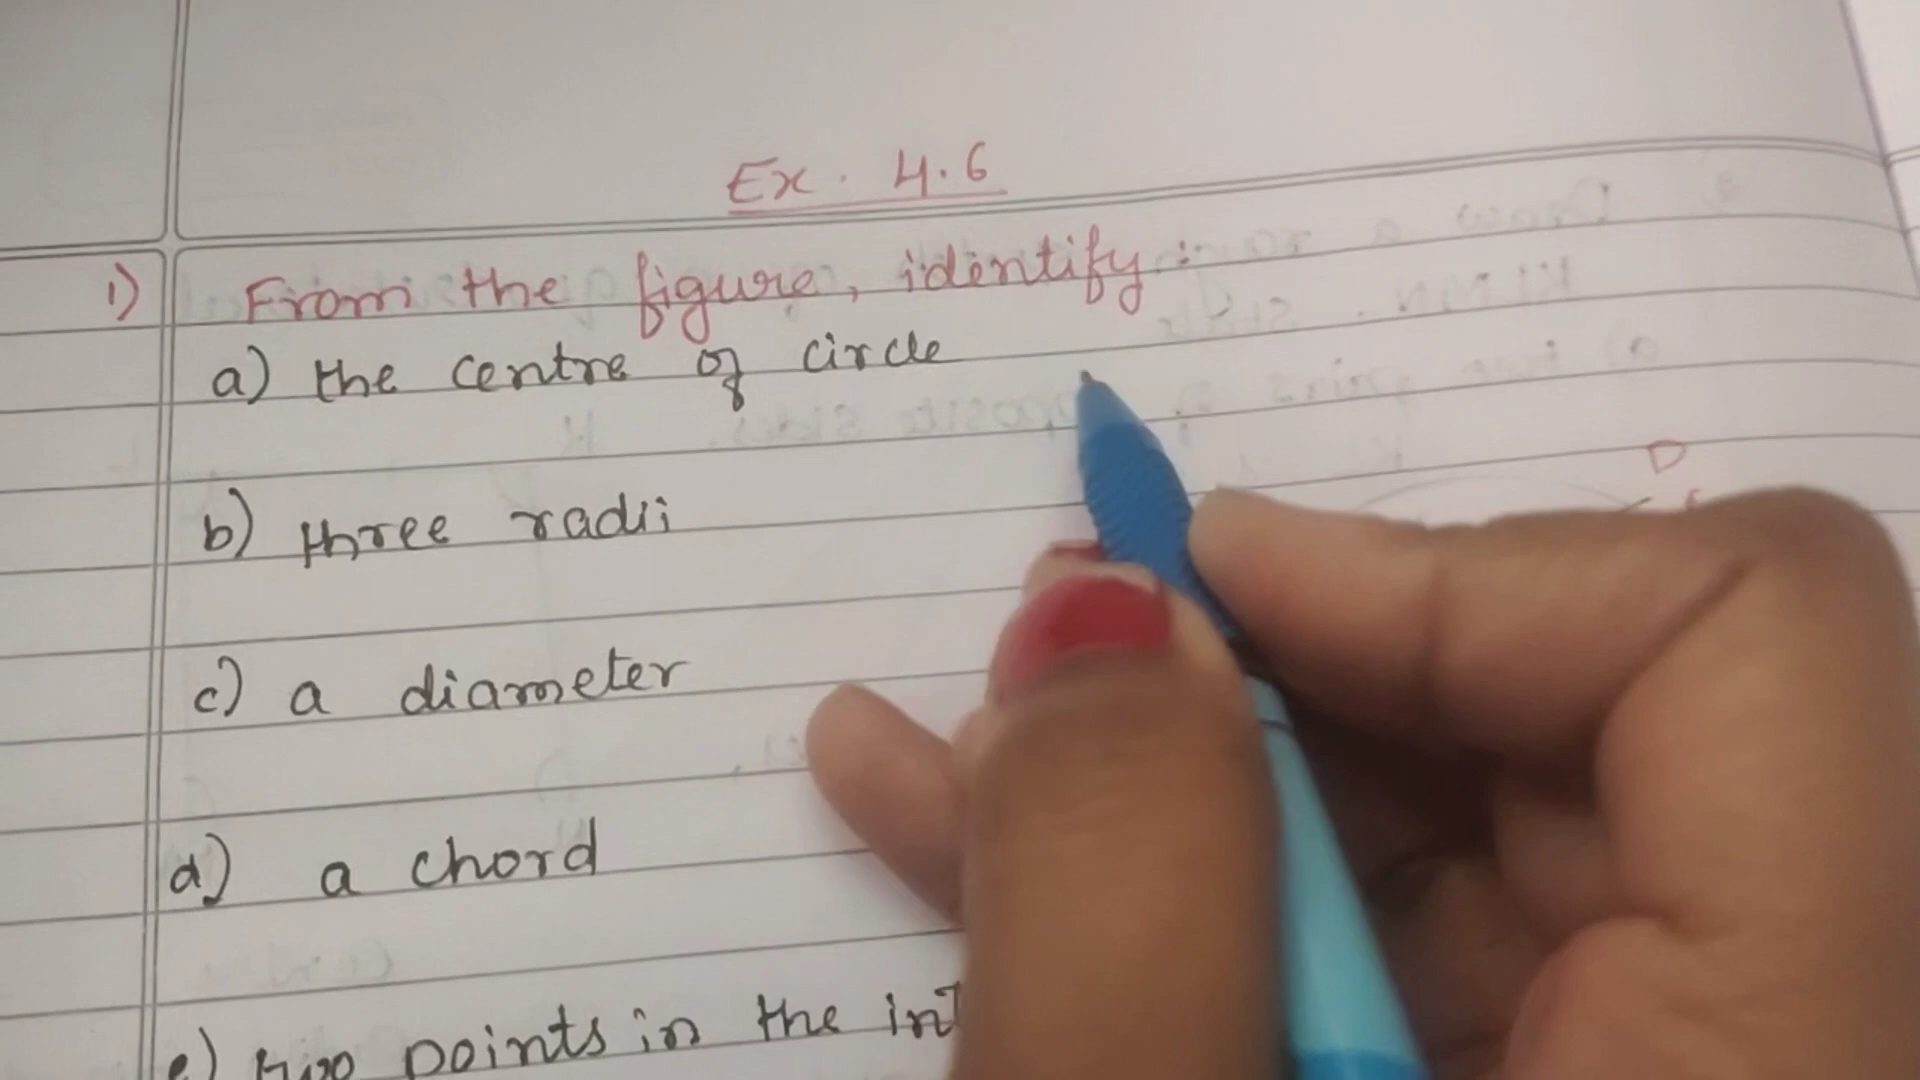 Ex. 4.6
1) From the figure, identify:
a) the centre of circle
b) three radii
c) a diameter
d) a chord
e) two points in the int
D